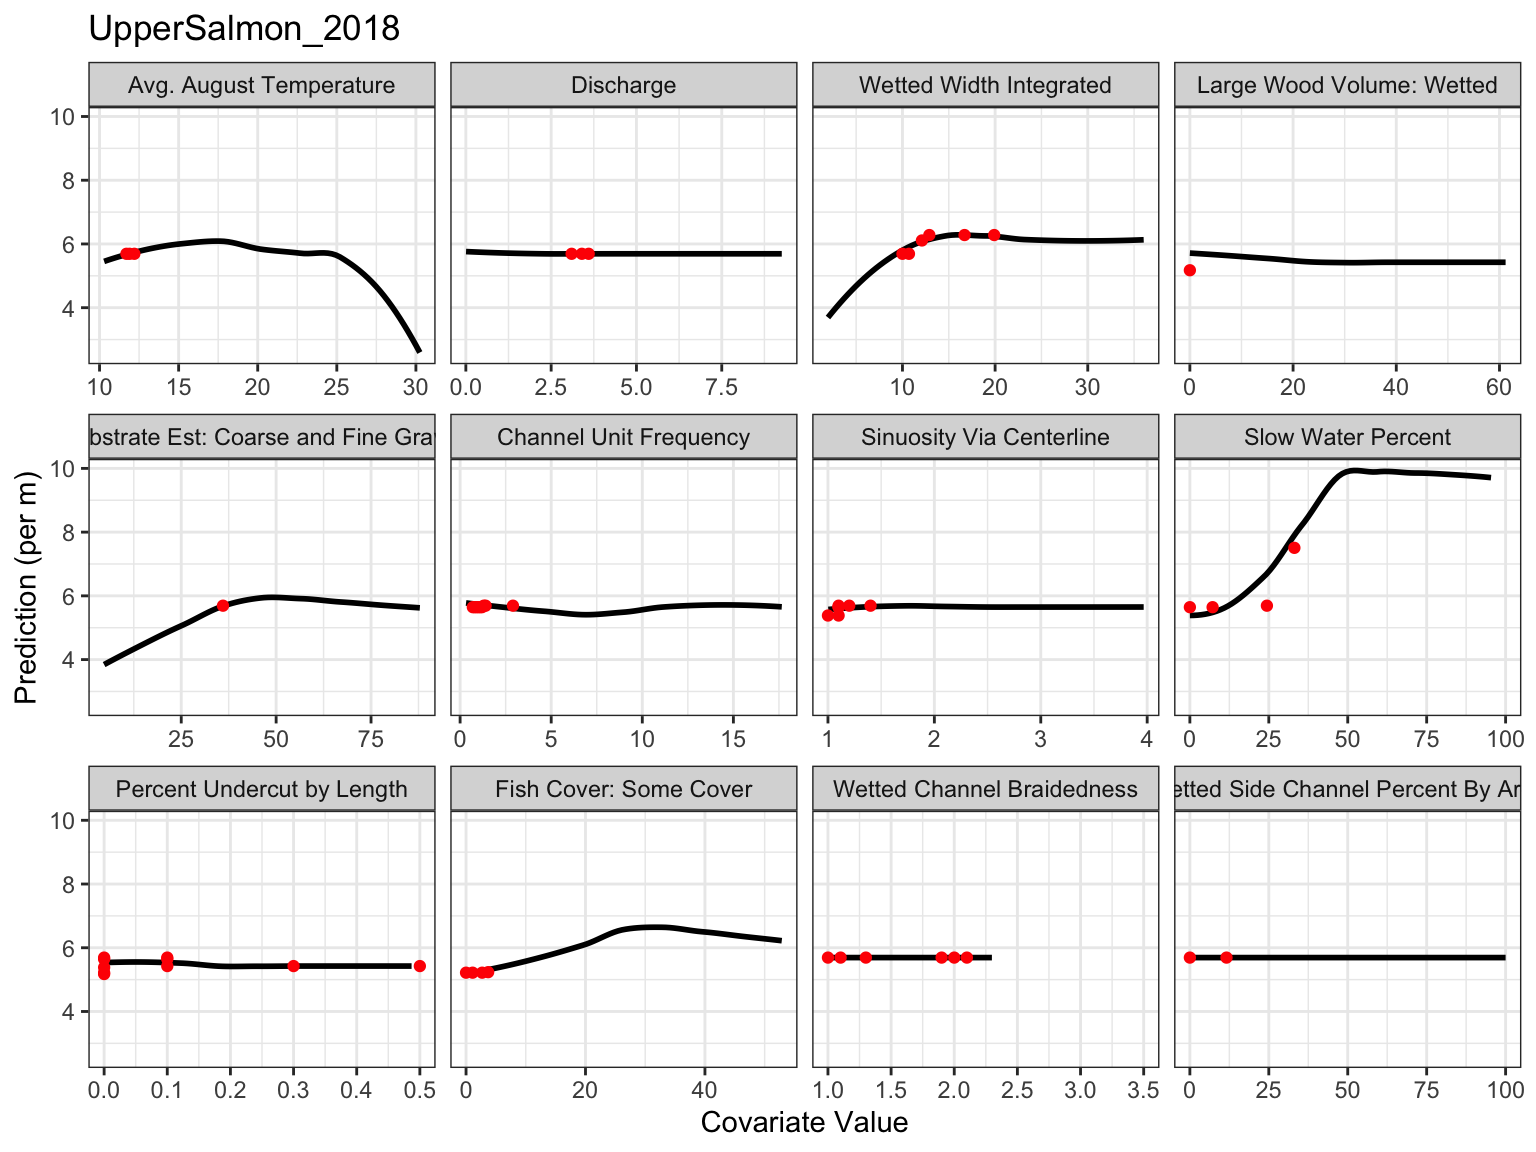 UpperSalmon_2018
Avg. August Temperature
Discharge
Wetted Width Integrated
Large Wood Volume: Wetted
10
8
6
4
10 15 20 25 30
0.0 2.5 5.0 7.5
10 20 30
0 20 40 60
bstrate Est: Coarse and Fine Grav
Channel Unit Frequency
Sinuosity Via Centerline
Slow Water Percent
10
8
6
4
25 50 75
0 5 10 15
1 2 3 4
0 25 50 75 100
Percent Undercut by Length
Fish Cover: Some Cover
Wetted Channel Braidedness
etted Side Channel Percent By Ar
10
8
6
4
0.0 0.1 0.2 0.3 0.4 0.5
0 20 40
1.0 1.5 2.0 2.5 3.0 3.5
0 25 50 75 100
Prediction (per m)
Covariate Value